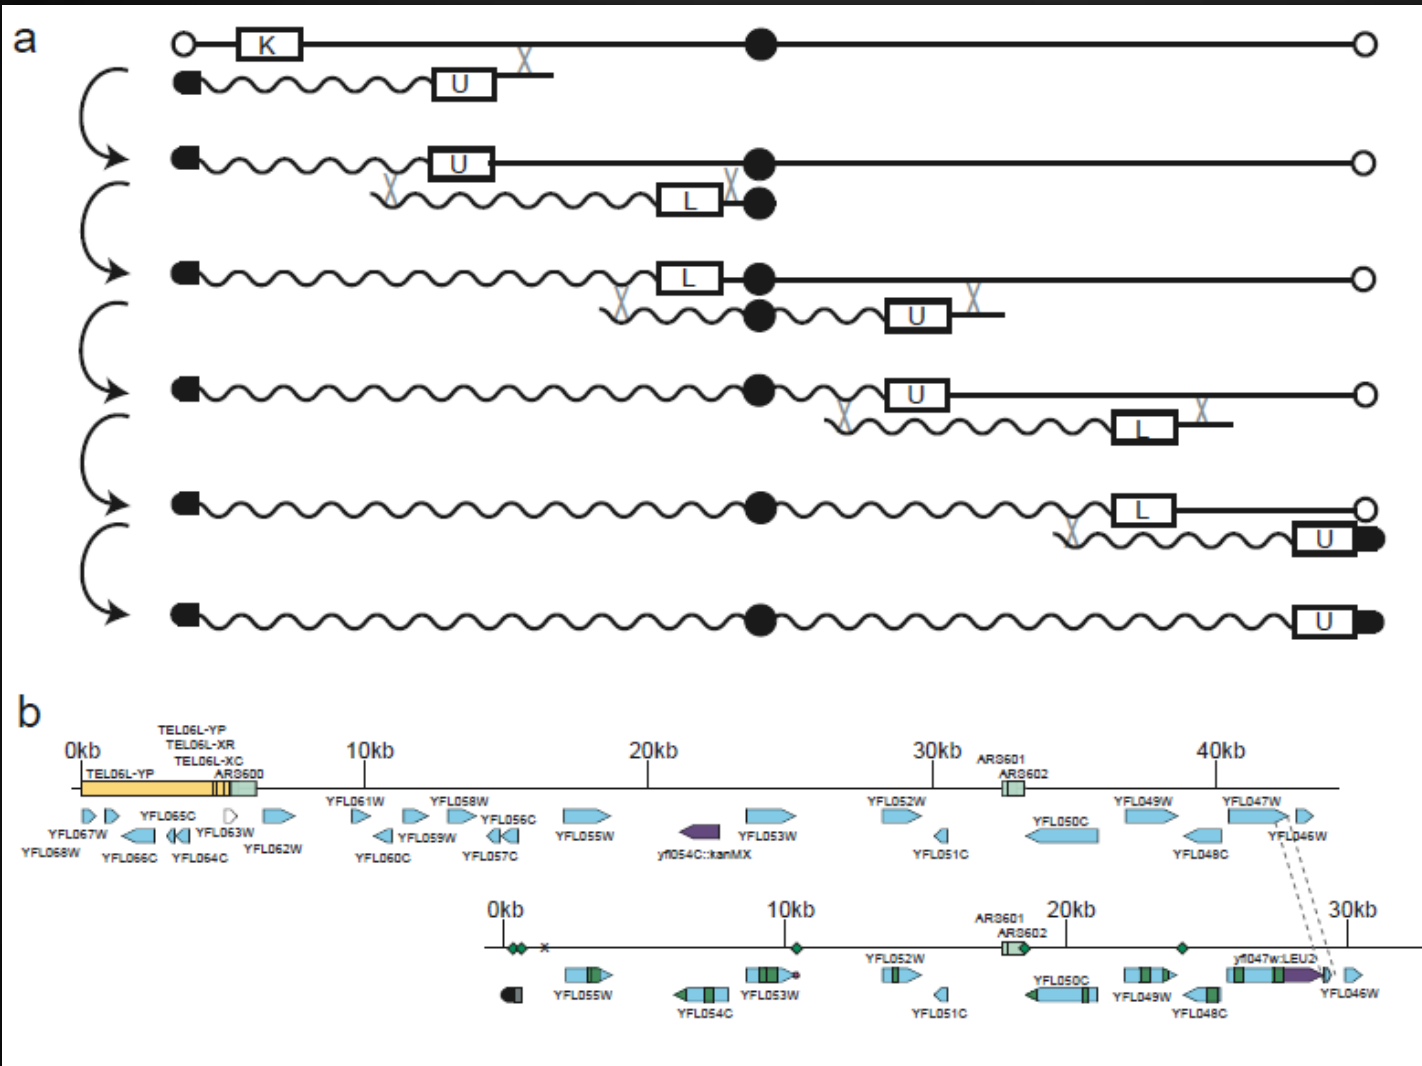 a
K
U
U
L
L
U
U
L
L
U
U
b
TEL06L-YP
0kb TEL06L-XR 10kb 20kb 30kb 40kb
TEL06L-XC ARS601
TEL06L-YP ARS600 ARS602
YFL061W YFL058W YFL052W YFL049W YFL047W
YFL065C YFL056C YFL050C
YFL067W YFL063W YFL059W YFL055W YFL053W YFL046W
YFL068W YFL066C YFL064C YFL062W YFL060C YFL057C yfl054C::kanMX YFL051C YFL048C
0kb 10kb ARS601 20kb 30kb
ARS602
x
YFL052W yfl047w:LEU2
YFL050C
YFL055W YFL053W YFL049W YFL046W
YFL054C YFL051C YFL048C